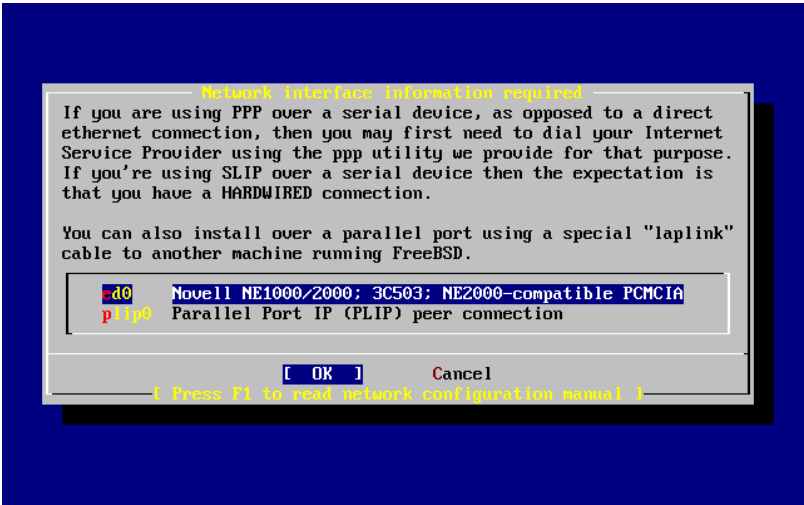 Network interface information required
If you are using PPP over a serial device, as opposed to a direct
ethernet connection, then you may first need to dial your Internet
Service Provider using the ppp utility we provide for that purpose.
If you're using SLIP over a serial device then the expectation is
that you have a HARDWIRED connection.
You can also install over a parallel port using a special "laplink"
cable to another machine running FreeBSD.
ed0 Novell NE1000/2000; 3C503; NE2000-compatible PCMCIA
plip0 Parallel Port IP (PLIP) peer connection
[ OK ] Cancel
[ Press F1 to read network configuration manual ]